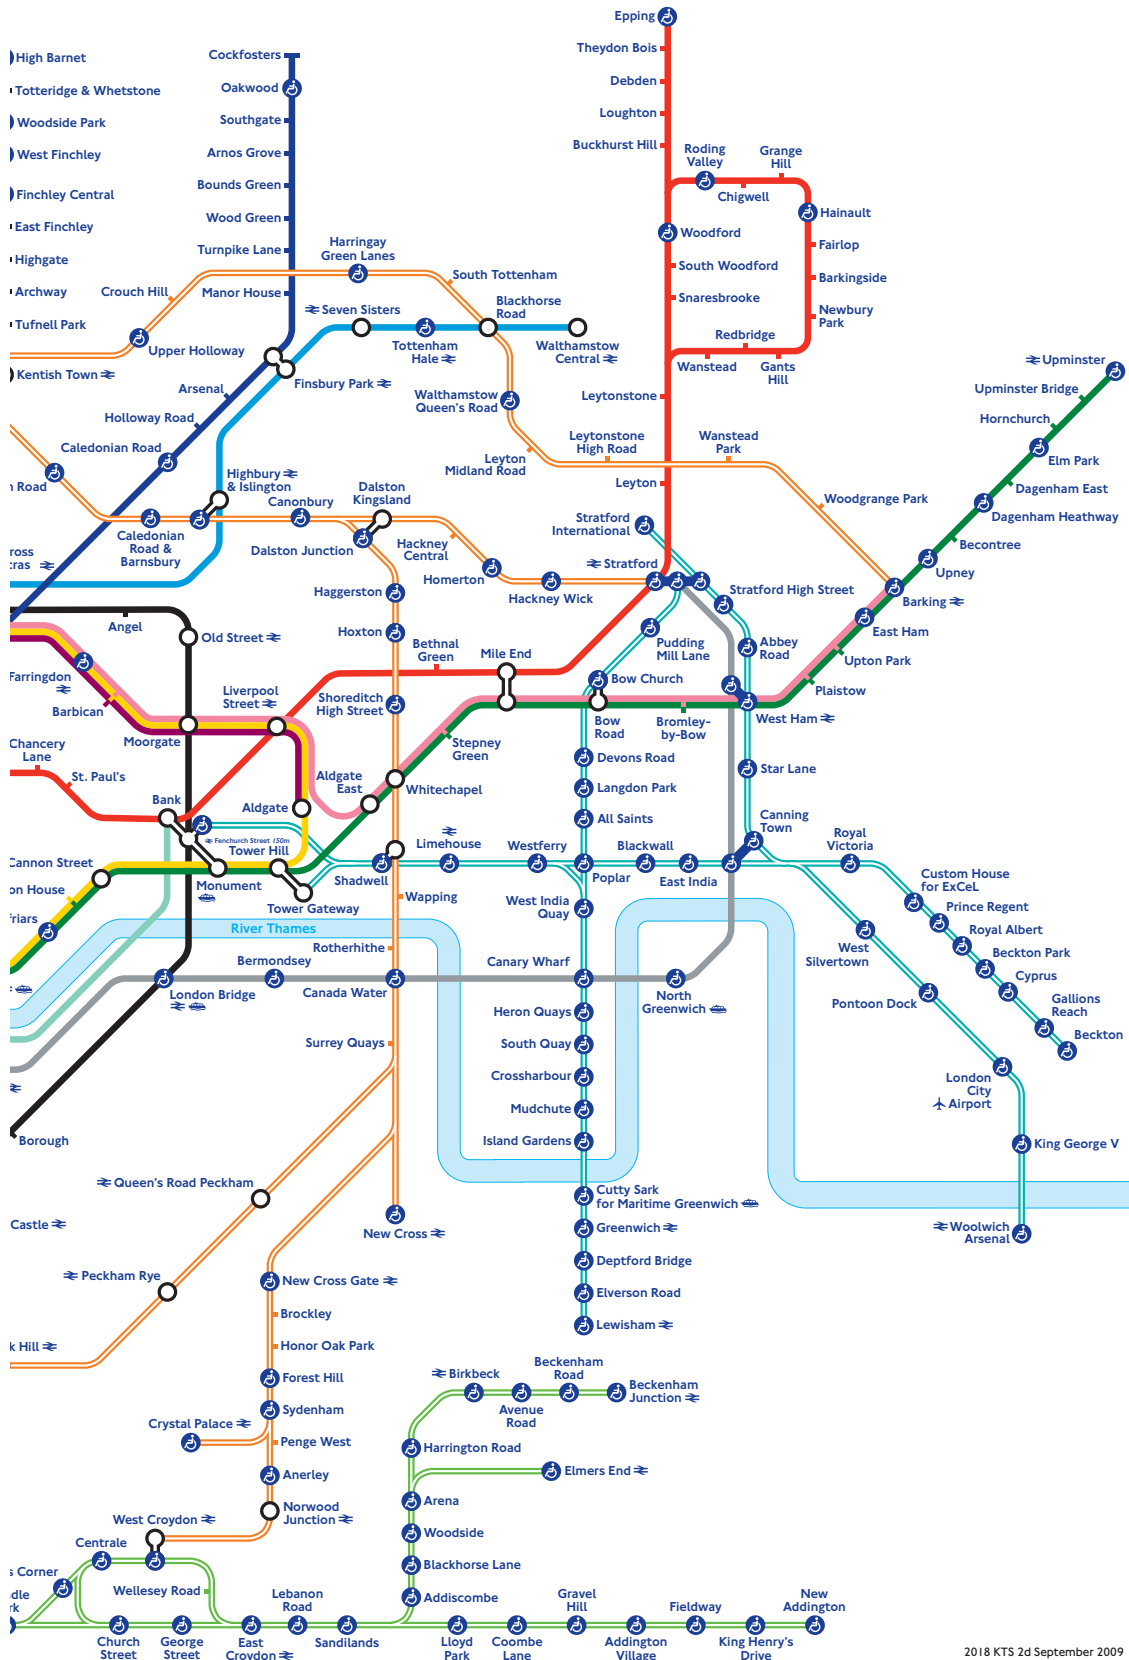 Epping
Theydon Bois
Debden
Loughton
Buckhurst Hill
Roding
Valley
Grange
Hill
Chigwell
Hainault
Woodford
Fairlop
South Woodford
Barkingside
Snaresbrooke
Newbury
Park
Redbridge
Wanstead
Gants
Hill
Leytonstone
Leyton
High Barnet
Totteridge & Whetstone
Woodside Park
West Finchley
Finchley Central
East Finchley
Highgate
Archway
Tufnell Park
Kentish Town
Cockfosters
Oakwood
Southgate
Arnos Grove
Bounds Green
Wood Green
Turnpike Lane
Manor House
Harringay
Green Lanes
Crouch Hill
South Tottenham
Upper Holloway
Seven Sisters
Blackhorse
Road
Tottenham
Hale
Walthamstow
Central
Finsbury Park
Arsenal
Holloway Road
Caledonian Road
Walthamstow
Queen's Road
Leyton
Midland Road
Leytonstone
High Road
Wanstead
Park
Woodgrange Park
Upminster
Upminster Bridge
Hornchurch
Elm Park
Dagenham East
Dagenham Heathway
Becontree
Upney
Barking
East Ham
Upton Park
Plaistow
West Ham
n Road
Caledonian
Road &
Barnsbury
Highbury
& Islington
Canonbury
Dalston
Kingsland
Dalston Junction
Hackney
Central
Homerton
Hackney Wick
Stratford
International
Stratford
Stratford High Street
Abbey
Road
Pudding
Mill Lane
Bow Church
Bow
Road
Bromley-
by-Bow
Haggerston
Hoxton
Shoreditch
High Street
Bethnal
Green
Mile End
Stepney
Green
Whitechapel
ross
cras
Angel
Old Street
Farringdon
Barbican
Liverpool
Street
Moorgate
Chancery
Lane
St. Paul's
Bank
Aldgate
Aldgate
East
Fenchurch Street 150m
Tower Hill
Cannon Street
Monument
Tower Gateway
on House
friars
Shadwell
Limehouse
Westferry
Poplar
Blackwall
East India
Devons Road
Langdon Park
All Saints
Star Lane
Canning
Town
Royal
Victoria
Custom House
for ExCeL
Prince Regent
Royal Albert
Beckton Park
Cyprus
Gallions
Reach
Beckton
West
Silvertown
Pontoon Dock
London
City
Airport
King George V
Woolwich
Arsenal
Wapping
River Thames
Rotherhithe
London Bridge
Bermondsey
Canada Water
West India
Quay
Canary Wharf
North
Greenwich
Heron Quays
South Quay
Crossharbour
Mudchute
Island Gardens
Cutty Sark
for Maritime Greenwich
Greenwich
Deptford Bridge
Elverson Road
Lewisham
Surrey Quays
Borough
Queen's Road Peckham
Castle
New Cross
Peckham Rye
k Hill
New Cross Gate
Brockley
Honor Oak Park
Forest Hill
Sydenham
Crystal Palace
Penge West
Anerley
Norwood
Junction
West Croydon
Centrale
s Corner
dle
rk
Wellesey Road
Church
Street
George
Street
East
Croydon
Lebanon
Road
Sandilands
Birkbeck
Avenue
Road
Beckenham
Road
Beckenham
Junction
Harrington Road
Elmers End
Arena
Woodside
Blackhorse Lane
Addiscombe
Lloyd
Park
Coombe
Lane
Gravel
Hill
Addington
Village
Fieldway
King Henry's
Drive
New
Addington
2018 KTS 2d September 2009